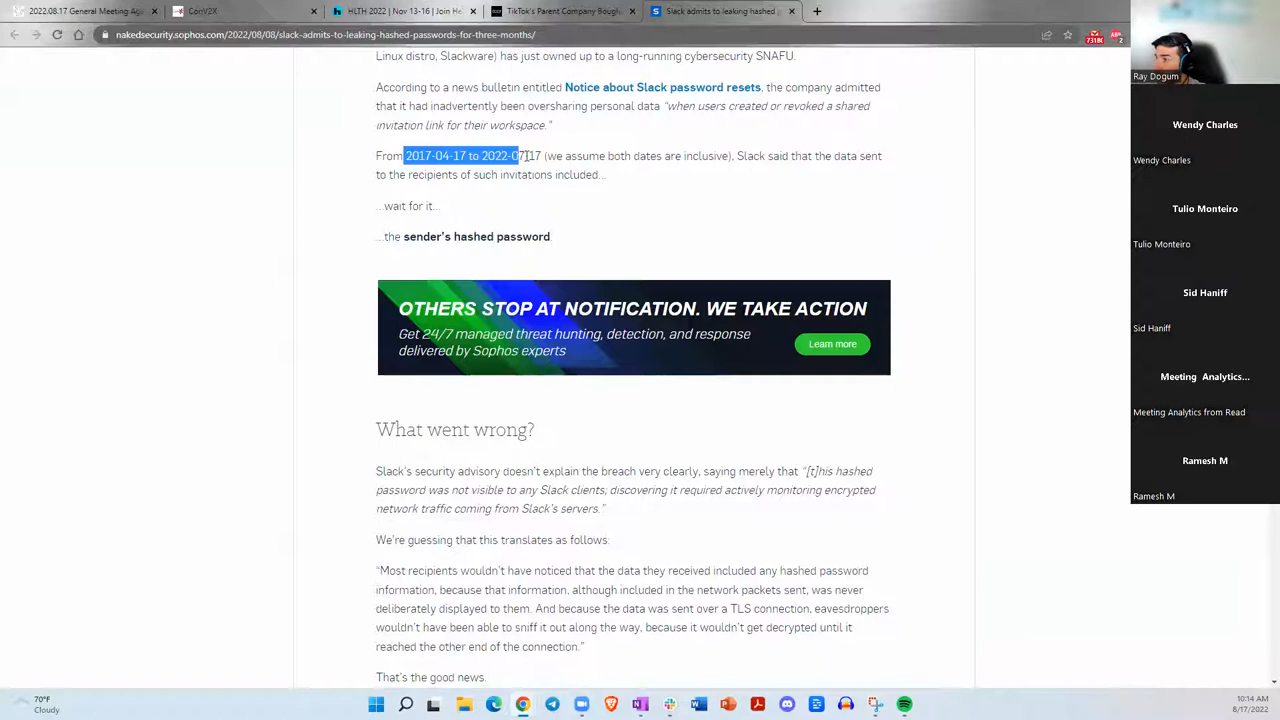 2022.08.17 General Meeting Ag
ConV2X
HLTH 2022 | Nov 13-16 | Join He
TikTok's Parent Company Bough
Slack admits to leaking hashed
nakedsecurity.sophos.com/2022/08/08/slack-admits-to-leaking-hashed-passwords-for-three-months/
Linux distro, Slackware) has just owned up to a long-running cybersecurity SNAFU.
According to a news bulletin entitled Notice about Slack password resets, the company admitted
that it had inadvertently been oversharing personal data “when users created or revoked a shared
invitation link for their workspace.”
From 2017-04-17 to 2022-07-17 (we assume both dates are inclusive), Slack said that the data sent
to the recipients of such invitations included…
…wait for it…
…the sender’s hashed password.
OTHERS STOP AT NOTIFICATION. WE TAKE ACTION
Get 24/7 managed threat hunting, detection, and response
delivered by Sophos experts
Learn more
What went wrong?
Slack’s security advisory doesn’t explain the breach very clearly, saying merely that “[t]his hashed
password was not visible to any Slack clients; discovering it required actively monitoring encrypted
network traffic coming from Slack’s servers.”
We’re guessing that this translates as follows:
“Most recipients wouldn’t have noticed that the data they received included any hashed password
information, because that information, although included in the network packets sent, was never
deliberately displayed to them. And because the data was sent over a TLS connection, eavesdroppers
wouldn’t have been able to sniff it out along the way, because it wouldn’t get decrypted until it
reached the other end of the connection.”
That’s the good news.
Ray Dogum
Wendy Charles
Wendy Charles
Tulio Monteiro
Tulio Monteiro
Sid Haniff
Sid Haniff
Meeting Analytics...
Meeting Analytics from Read
Ramesh M
Ramesh M
70°F
Cloudy
10:14 AM
8/17/2022